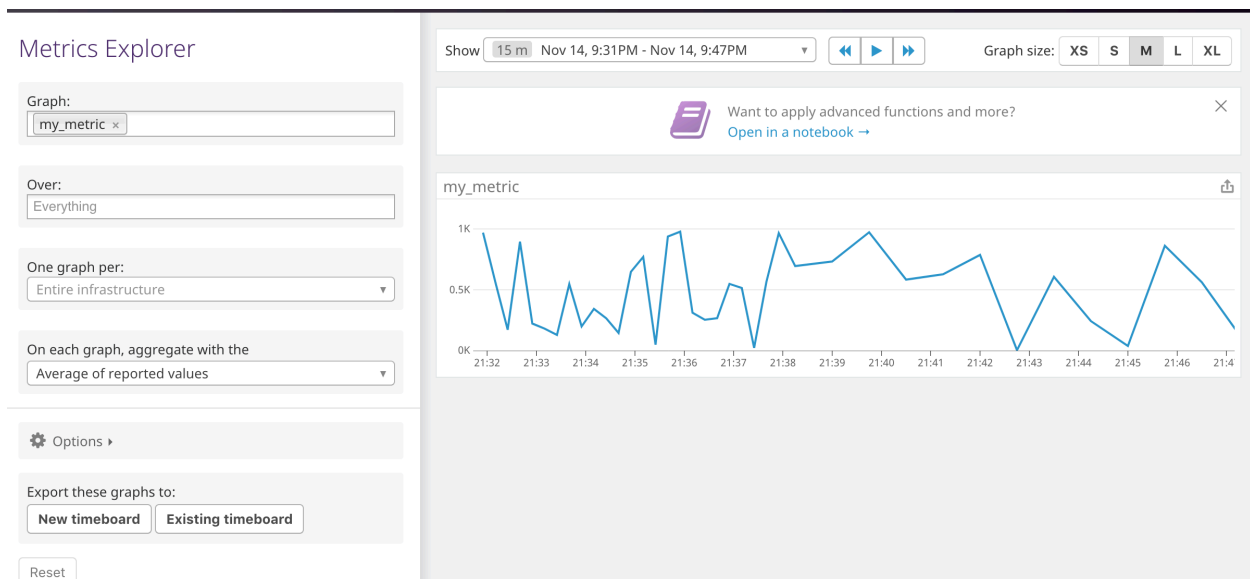 Metrics Explorer
Graph:
my_metric ×
Over:
Everything
One graph per:
Entire infrastructure
On each graph, aggregate with the
Average of reported values
Options
Export these graphs to:
New timeboard Existing timeboard
Reset
Show 15 m Nov 14, 9:31PM - Nov 14, 9:47PM
Graph size: XS S M L XL
Want to apply advanced functions and more?
Open in a notebook →
my_metric
1K
0.5K
0K
21:32 21:33 21:34 21:35 21:36 21:37 21:38 21:39 21:40 21:41 21:42 21:43 21:44 21:45 21:46 21:4